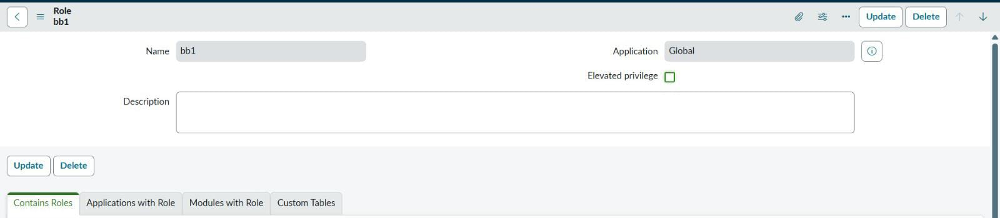 Role
bb1
Update Delete
Name bb1 Application Global
Elevated privilege
Description
Update Delete
Contains Roles Applications with Role Modules with Role Custom Tables